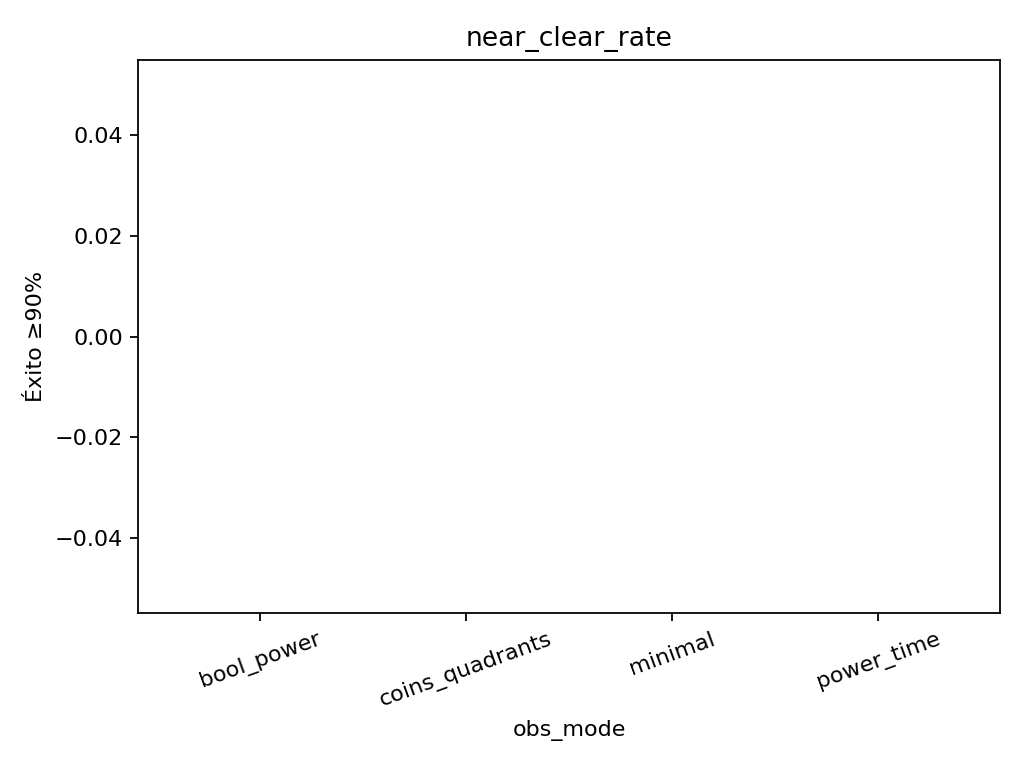 near_clear_rate
Éxito ≥90%
0.04
0.02
0.00
−0.02
−0.04
bool_power
coins_quadrants
minimal
power_time
obs_mode